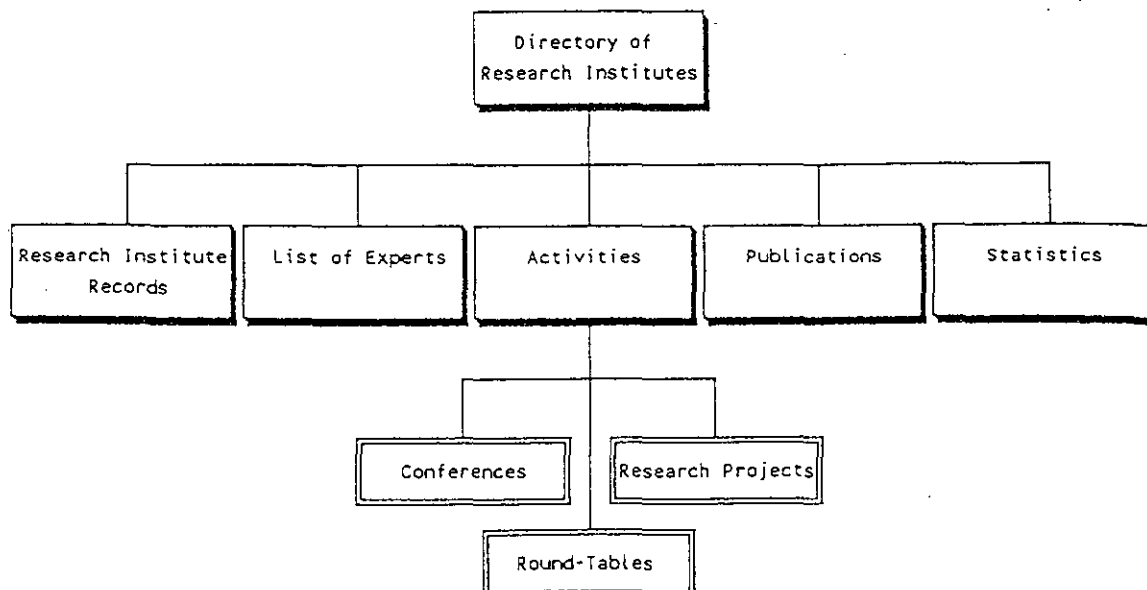 Directory of
Research Institutes
Research Institute
Records
List of Experts
Activities
Publications
Statistics
Conferences
Research Projects
Round-Tables